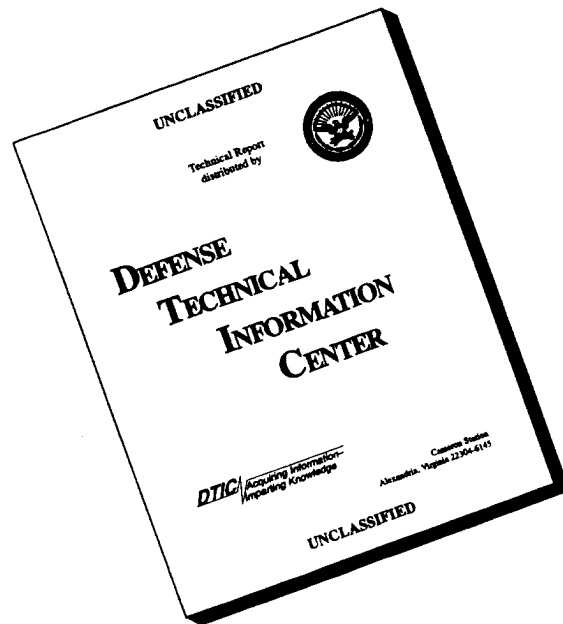 UNCLASSIFIED
Technical Report
distributed by
DEFENSE
TECHNICAL
INFORMATION
CENTER
DTIC
Acquiring Information—
Imparting Knowledge
Cameron Station
Alexandria, Virginia 22304-6145
UNCLASSIFIED